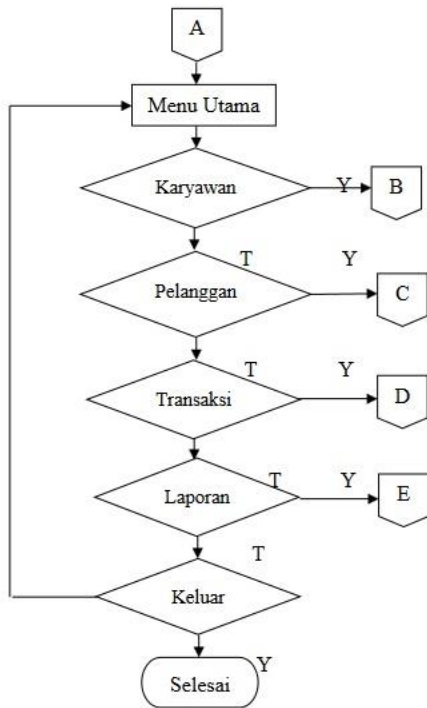 A
Menu Utama
Karyawan
Y
B
T
Y
Pelanggan
C
T
Y
Transaksi
D
T
Y
Laporan
E
T
Keluar
Y
Selesai